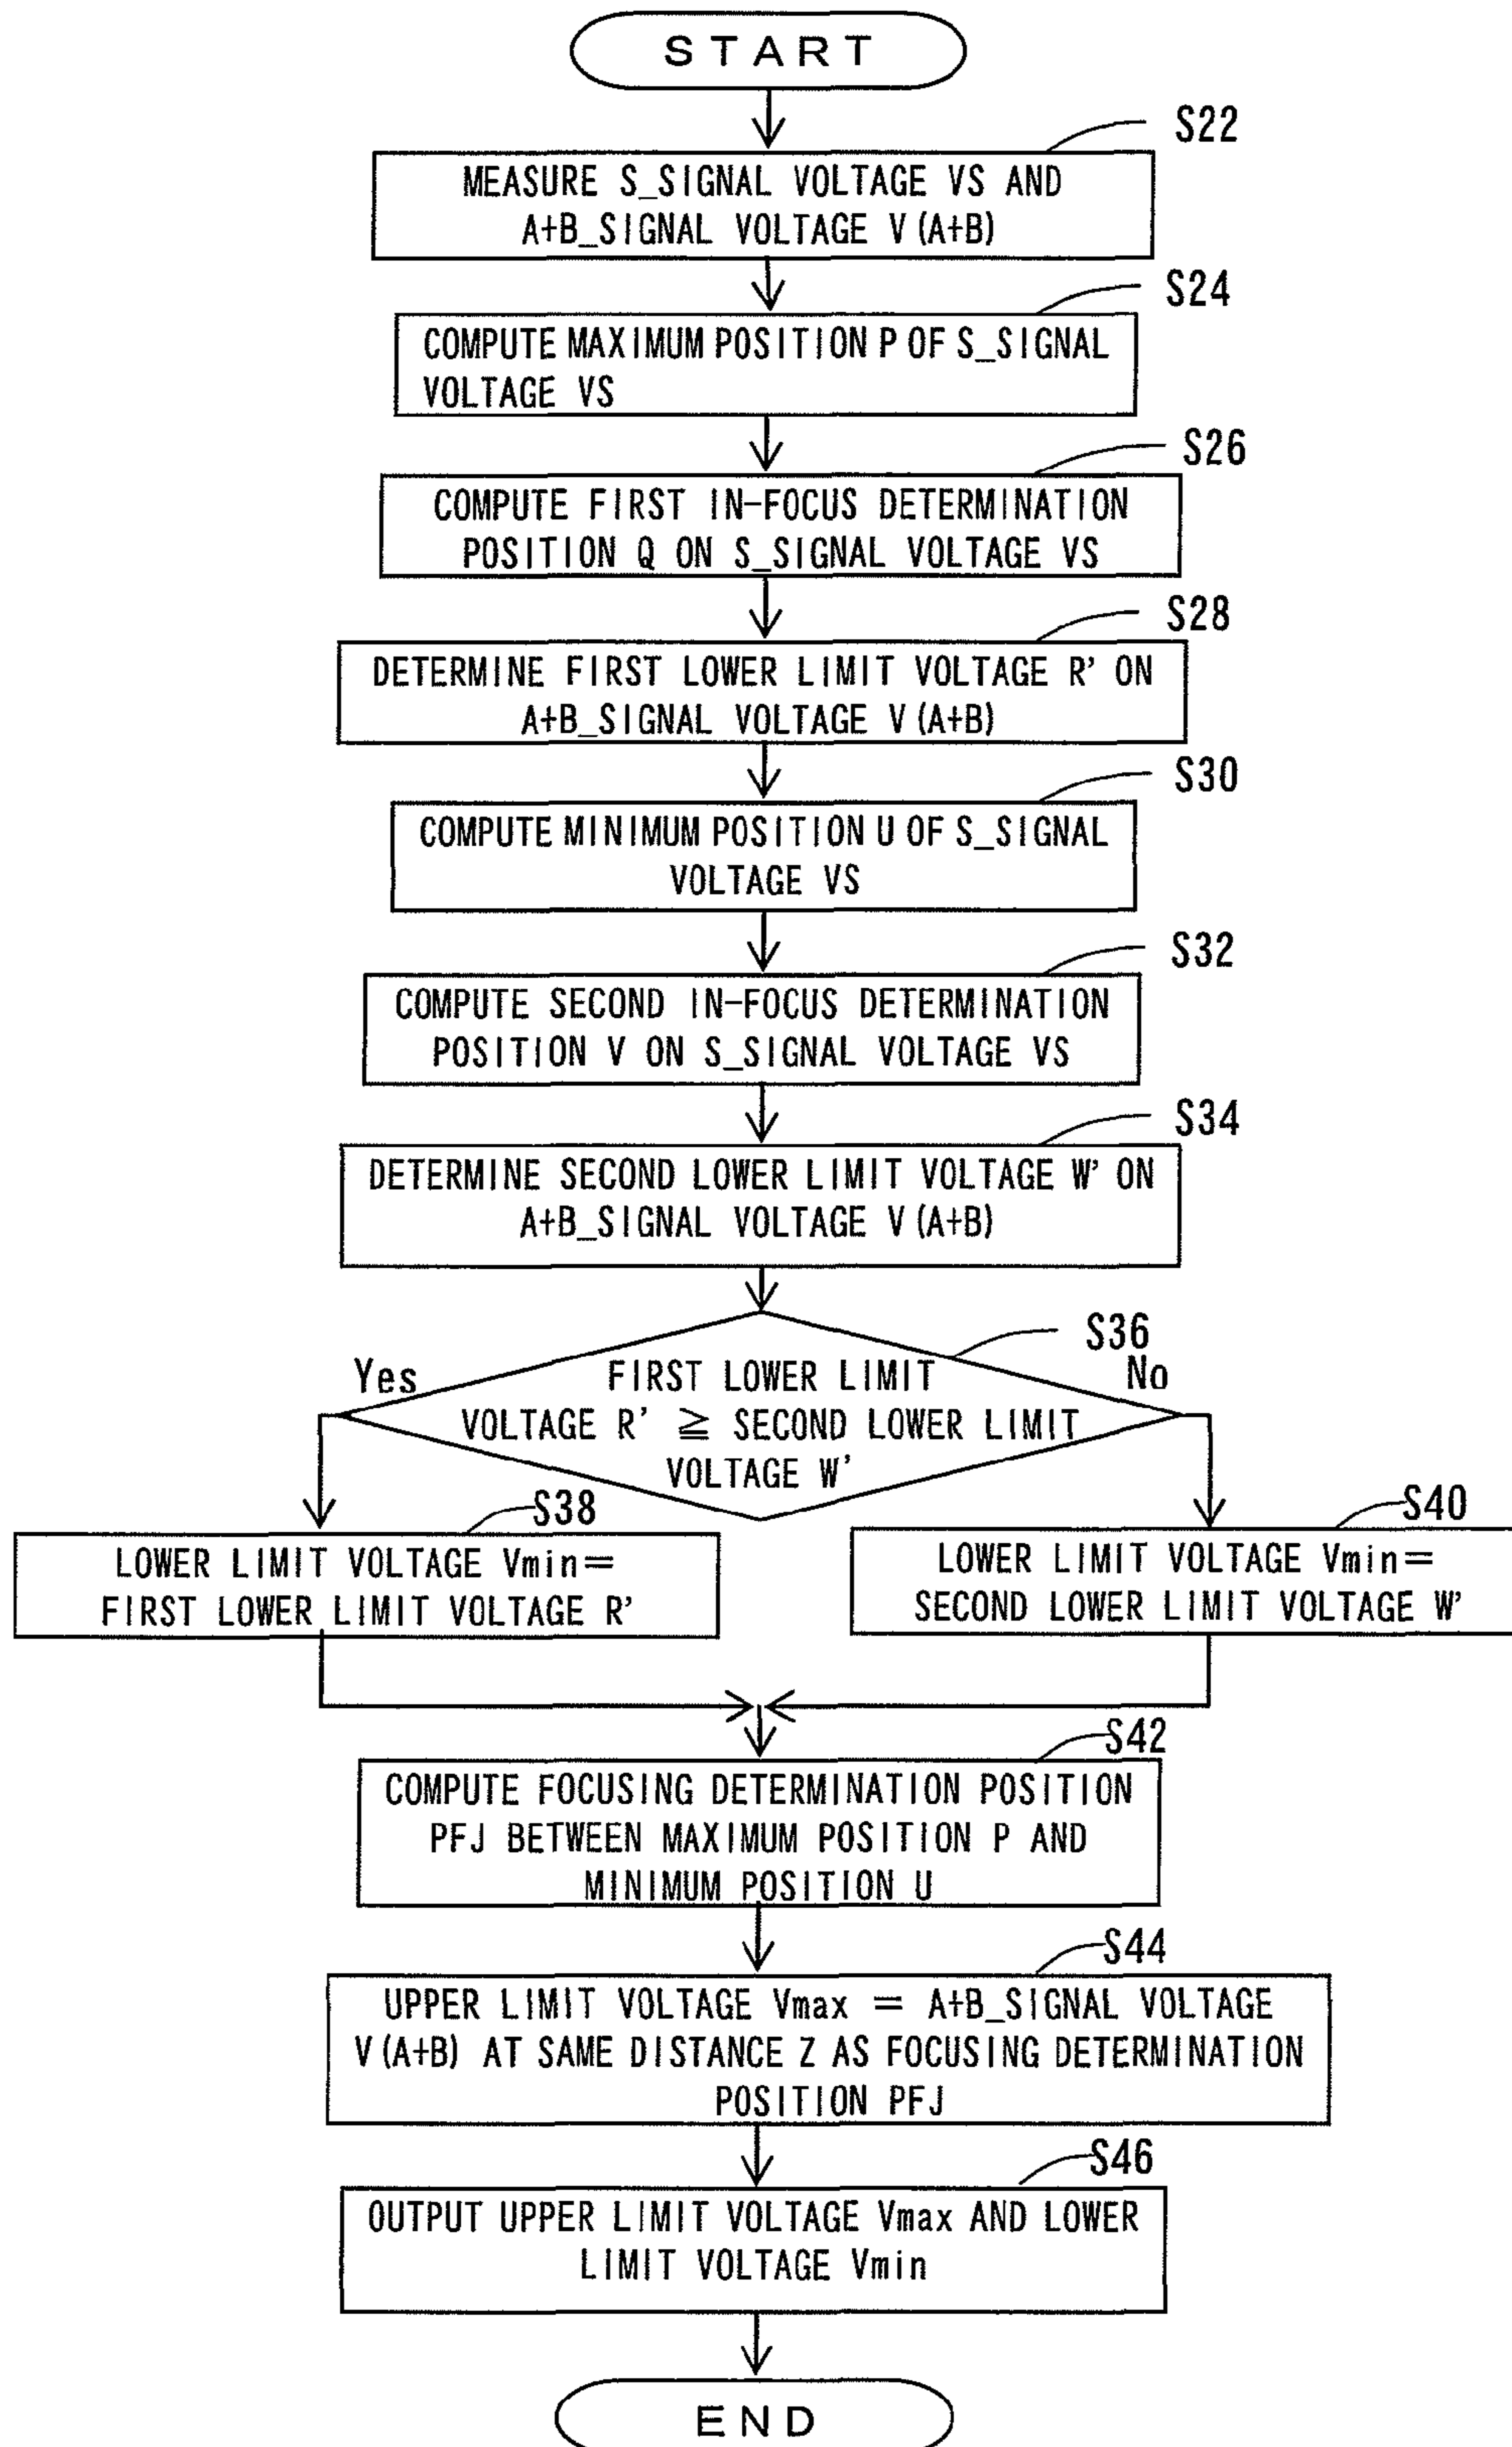 START
S22
MEASURE S_SIGNAL VOLTAGE VS AND
A+B_SIGNAL VOLTAGE V(A+B)
S24
COMPUTE MAXIMUM POSITION P OF S_SIGNAL
VOLTAGE VS
S26
COMPUTE FIRST IN-FOCUS DETERMINATION
POSITION Q ON S_SIGNAL VOLTAGE VS
S28
DETERMINE FIRST LOWER LIMIT VOLTAGE R' ON
A+B_SIGNAL VOLTAGE V(A+B)
S30
COMPUTE MINIMUM POSITION U OF S_SIGNAL
VOLTAGE VS
S32
COMPUTE SECOND IN-FOCUS DETERMINATION
POSITION V ON S_SIGNAL VOLTAGE VS
S34
DETERMINE SECOND LOWER LIMIT VOLTAGE W' ON
A+B_SIGNAL VOLTAGE V(A+B)
S36
Yes
No
FIRST LOWER LIMIT
VOLTAGE R' ≧ SECOND LOWER LIMIT
VOLTAGE W'
S38
LOWER LIMIT VOLTAGE Vmin=
FIRST LOWER LIMIT VOLTAGE R'
S40
LOWER LIMIT VOLTAGE Vmin=
SECOND LOWER LIMIT VOLTAGE W'
S42
COMPUTE FOCUSING DETERMINATION POSITION
PFJ BETWEEN MAXIMUM POSITION P AND
MINIMUM POSITION U
S44
UPPER LIMIT VOLTAGE Vmax = A+B_SIGNAL VOLTAGE
V(A+B) AT SAME DISTANCE Z AS FOCUSING DETERMINATION
POSITION PFJ
S46
OUTPUT UPPER LIMIT VOLTAGE Vmax AND LOWER
LIMIT VOLTAGE Vmin
END